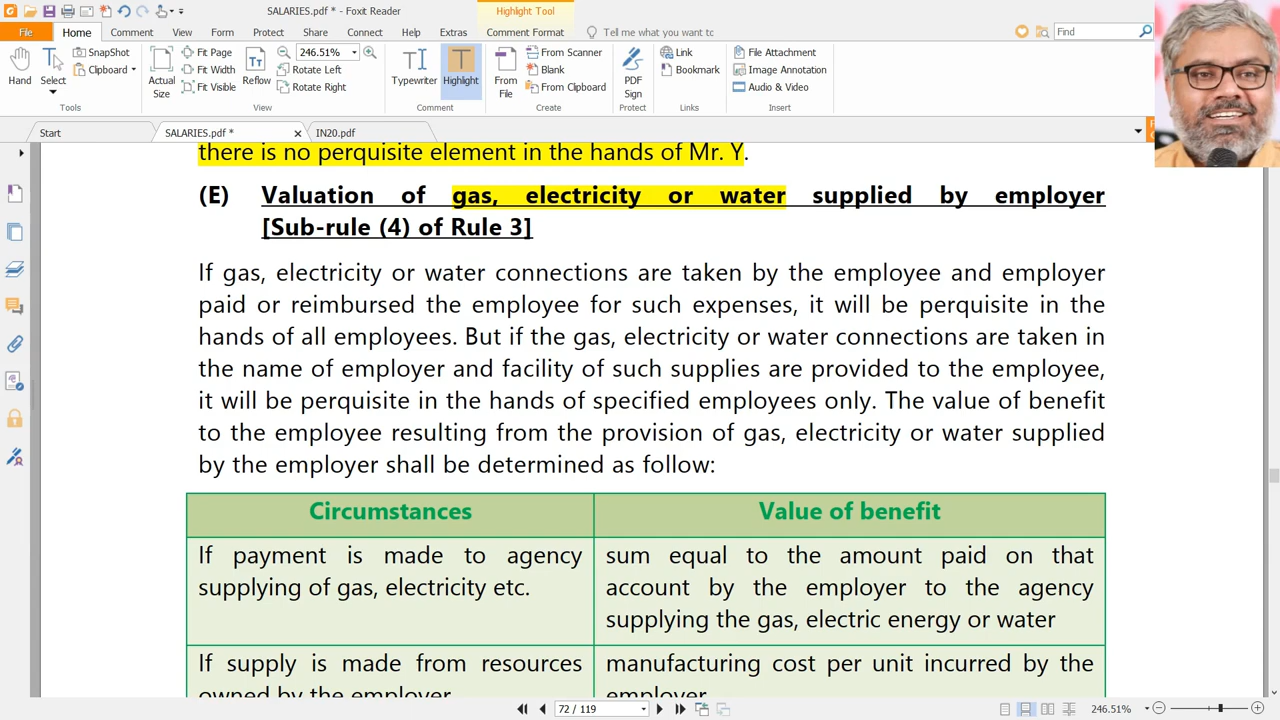 SALARIES.pdf * - Foxit Reader
Highlight Tool
File Home Comment View Form Protect Share Connect Help Extras Comment Format Tell me what you want tc Find
Hand Select SnapShot Clipboard Actual Size Fit Page Fit Width Fit Visible Reflow 246.51% Rotate Left Rotate Right Typewriter Highlight From File From Scanner Blank From Clipboard PDF Sign Link Bookmark File Attachment Image Annotation Audio & Video
Tools View Comment Create Protect Links Insert
Start SALARIES.pdf * IN20.pdf
there is no perquisite element in the hands of Mr. Y.
(E) Valuation of gas, electricity or water supplied by employer
[Sub-rule (4) of Rule 3]
If gas, electricity or water connections are taken by the employee and employer
paid or reimbursed the employee for such expenses, it will be perquisite in the
hands of all employees. But if the gas, electricity or water connections are taken in
the name of employer and facility of such supplies are provided to the employee,
it will be perquisite in the hands of specified employees only. The value of benefit
to the employee resulting from the provision of gas, electricity or water supplied
by the employer shall be determined as follow:
Circumstances Value of benefit
If payment is made to agency
supplying of gas, electricity etc.
sum equal to the amount paid on that
account by the employer to the agency
supplying the gas, electric energy or water
If supply is made from resources
owned by the employer
manufacturing cost per unit incurred by the
employer
72 / 119 246.51%